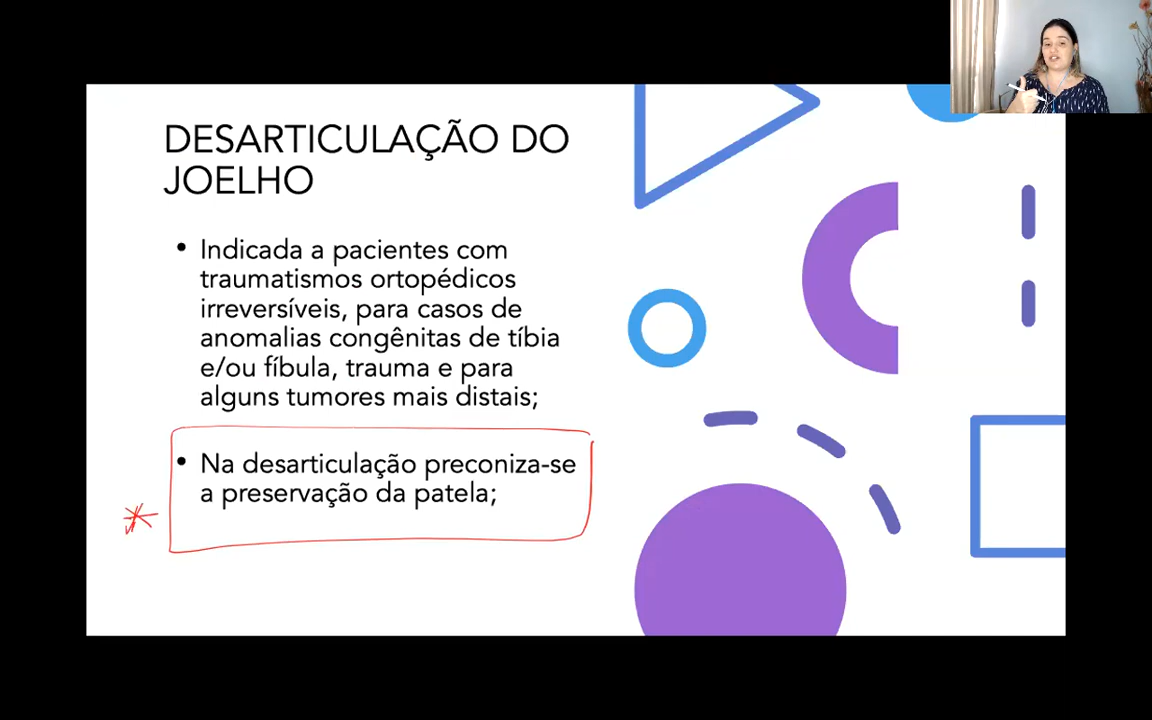 DESARTICULAÇÃO DO
JOELHO
• Indicada a pacientes com
traumatismos ortopédicos
irreversíveis, para casos de
anomalias congênitas de tíbia
e/ou fíbula, trauma e para
alguns tumores mais distais;
• Na desarticulação preconiza-se
a preservação da patela;